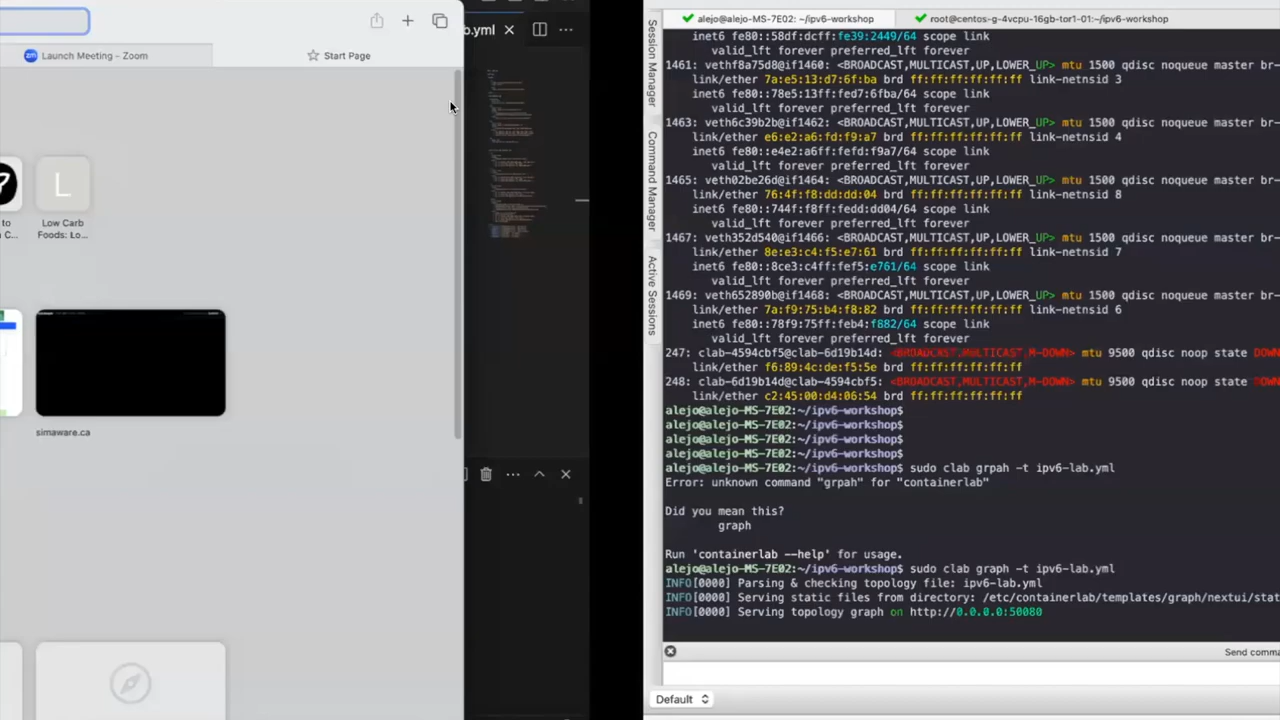 Launch Meeting - Zoom
Start Page
to
C...
L
Low Carb
Foods: Lo...
simaware.ca
b.yml
Session Manager
Command Manager
Active Sessions
alejo@alejo-MS-7E02: ~/ipv6-workshop
root@centos-g-4vcpu-16gb-tor1-01:~/ipv6-workshop
inet6 fe80::58df:dcff:fe39:2449/64 scope link
valid_lft forever preferred_lft forever
1461: vethf8a75d8@if1460: <BROADCAST,MULTICAST,UP,LOWER_UP> mtu 1500 qdisc noqueue master br-
link/ether 7a:e5:13:d7:6f:ba brd ff:ff:ff:ff:ff:ff link-netnsid 3
inet6 fe80::78e5:13ff:fed7:6fba/64 scope link
valid_lft forever preferred_lft forever
1463: veth6c39b2b@if1462: <BROADCAST,MULTICAST,UP,LOWER_UP> mtu 1500 qdisc noqueue master br-
link/ether e6:e2:a6:fd:f9:a7 brd ff:ff:ff:ff:ff:ff link-netnsid 4
inet6 fe80::e4e2:a6ff:fefd:f9a7/64 scope link
valid_lft forever preferred_lft forever
1465: veth02be26d@if1464: <BROADCAST,MULTICAST,UP,LOWER_UP> mtu 1500 qdisc noqueue master br-
link/ether 76:4f:f8:dd:dd:04 brd ff:ff:ff:ff:ff:ff link-netnsid 5
inet6 fe80::744f:f8ff:fedd:dd04/64 scope link
valid_lft forever preferred_lft forever
1467: veth352d540@if1466: <BROADCAST,MULTICAST,UP,LOWER_UP> mtu 1500 qdisc noqueue master br-
link/ether 8e:e3:c4:f5:e7:61 brd ff:ff:ff:ff:ff:ff link-netnsid 7
inet6 fe80::8ce3:c4ff:fef5:e761/64 scope link
valid_lft forever preferred_lft forever
1469: veth652890b@if1468: <BROADCAST,MULTICAST,UP,LOWER_UP> mtu 1500 qdisc noqueue master br-
link/ether 7a:f9:75:b4:f8:82 brd ff:ff:ff:ff:ff:ff link-netnsid 6
inet6 fe80::78f9:75ff:feb4:f882/64 scope link
valid_lft forever preferred_lft forever
247: clab-4594cbf5@clab-6d19b14d: <BROADCAST,MULTICAST,M-DOWN> mtu 9500 qdisc noop state DOWN
link/ether f6:89:4c:de:f5:5e brd ff:ff:ff:ff:ff:ff
248: clab-6d19b14d@clab-4594cbf5: <BROADCAST,MULTICAST,M-DOWN> mtu 9500 qdisc noop state DOWN
link/ether c2:45:00:d4:06:54 brd ff:ff:ff:ff:ff:ff
alejo@alejo-MS-7E02:~/ipv6-workshop$
alejo@alejo-MS-7E02:~/ipv6-workshop$
alejo@alejo-MS-7E02:~/ipv6-workshop$
alejo@alejo-MS-7E02:~/ipv6-workshop$
alejo@alejo-MS-7E02:~/ipv6-workshop$ sudo clab grpah -t ipv6-lab.yml
Error: unknown command "grpah" for "containerlab"
Did you mean this?
graph
Run 'containerlab --help' for usage.
alejo@alejo-MS-7E02:~/ipv6-workshop$ sudo clab graph -t ipv6-lab.yml
INFO[0000] Parsing & checking topology file: ipv6-lab.yml
INFO[0000] Serving static files from directory: /etc/containerlab/templates/graph/nextui/stat
INFO[0000] Serving topology graph on http://0.0.0.0:50080
Send comma
Default